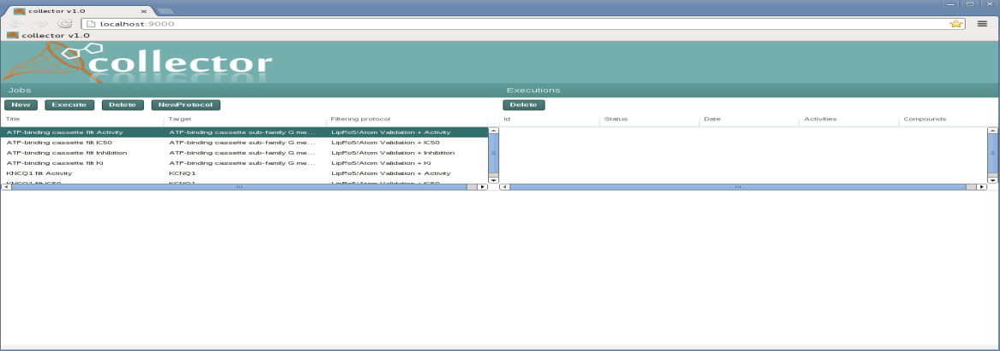 collector v1.0
localhost:9000
collector v1.0
collector
Jobs Executions
New Execute Delete NewProtocol Delete
Title Target Filtering protocol Id Status Date Activities Compounds
ATP-binding cassette filt Activity ATP-binding cassette sub-family G me... LipRo5/Atom Validation + Activity
ATP-binding cassette filt IC50 ATP-binding cassette sub-family G me... LipRo5/Atom Validation + IC50
ATP-binding cassette filt Inhibition ATP-binding cassette sub-family G me... LipRo5/Atom Validation + Inhibition
ATP-binding cassette filt Ki ATP-binding cassette sub-family G me... LipRo5/Atom Validation + Ki
KNCQ1 filt Activity KCNQ1 LipRo5/Atom Validation + Activity
KNCQ1 filt IC50 KCNQ1 LipRo5/Atom Validation + IC50